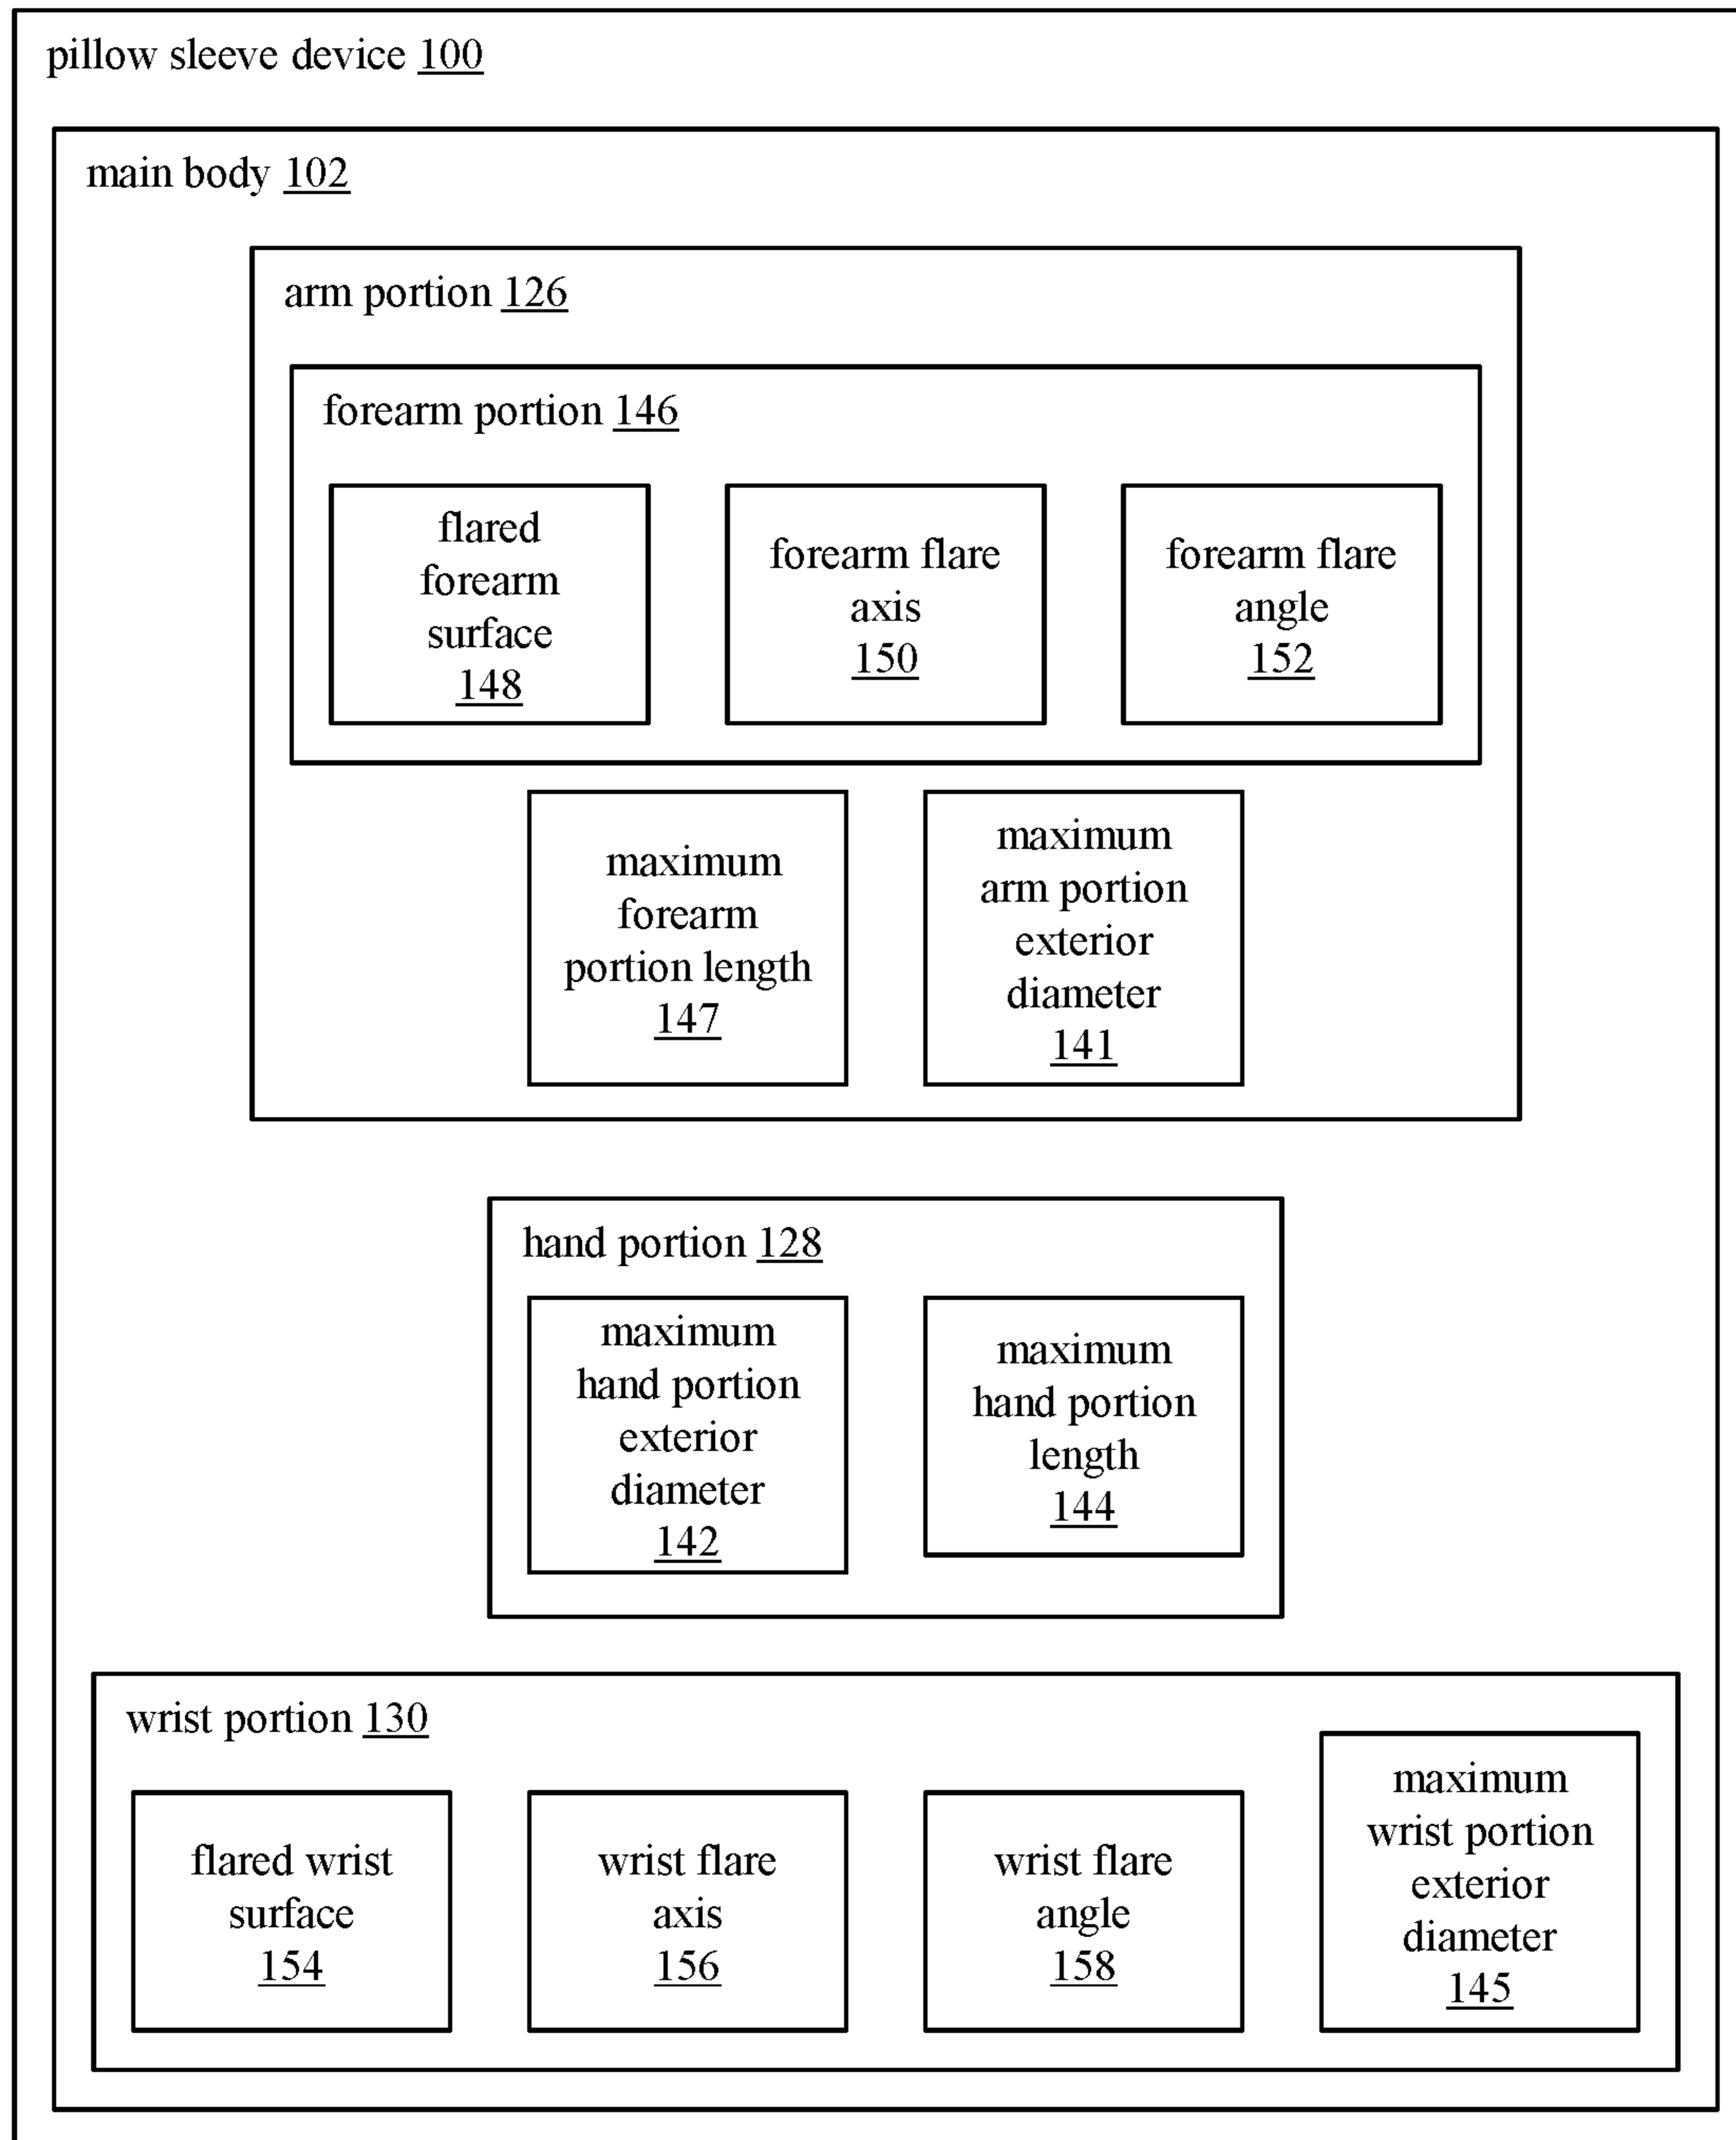 pillow sleeve device 100
main body 102
arm portion 126
forearm portion 146
flared
forearm
surface
148
forearm flare
axis
150
forearm flare
angle
152
maximum
forearm
portion length
147
maximum
arm portion
exterior
diameter
141
hand portion 128
maximum
hand portion
exterior
diameter
142
maximum
hand portion
length
144
wrist portion 130
flared wrist
surface
154
wrist flare
axis
156
wrist flare
angle
158
maximum
wrist portion
exterior
diameter
145